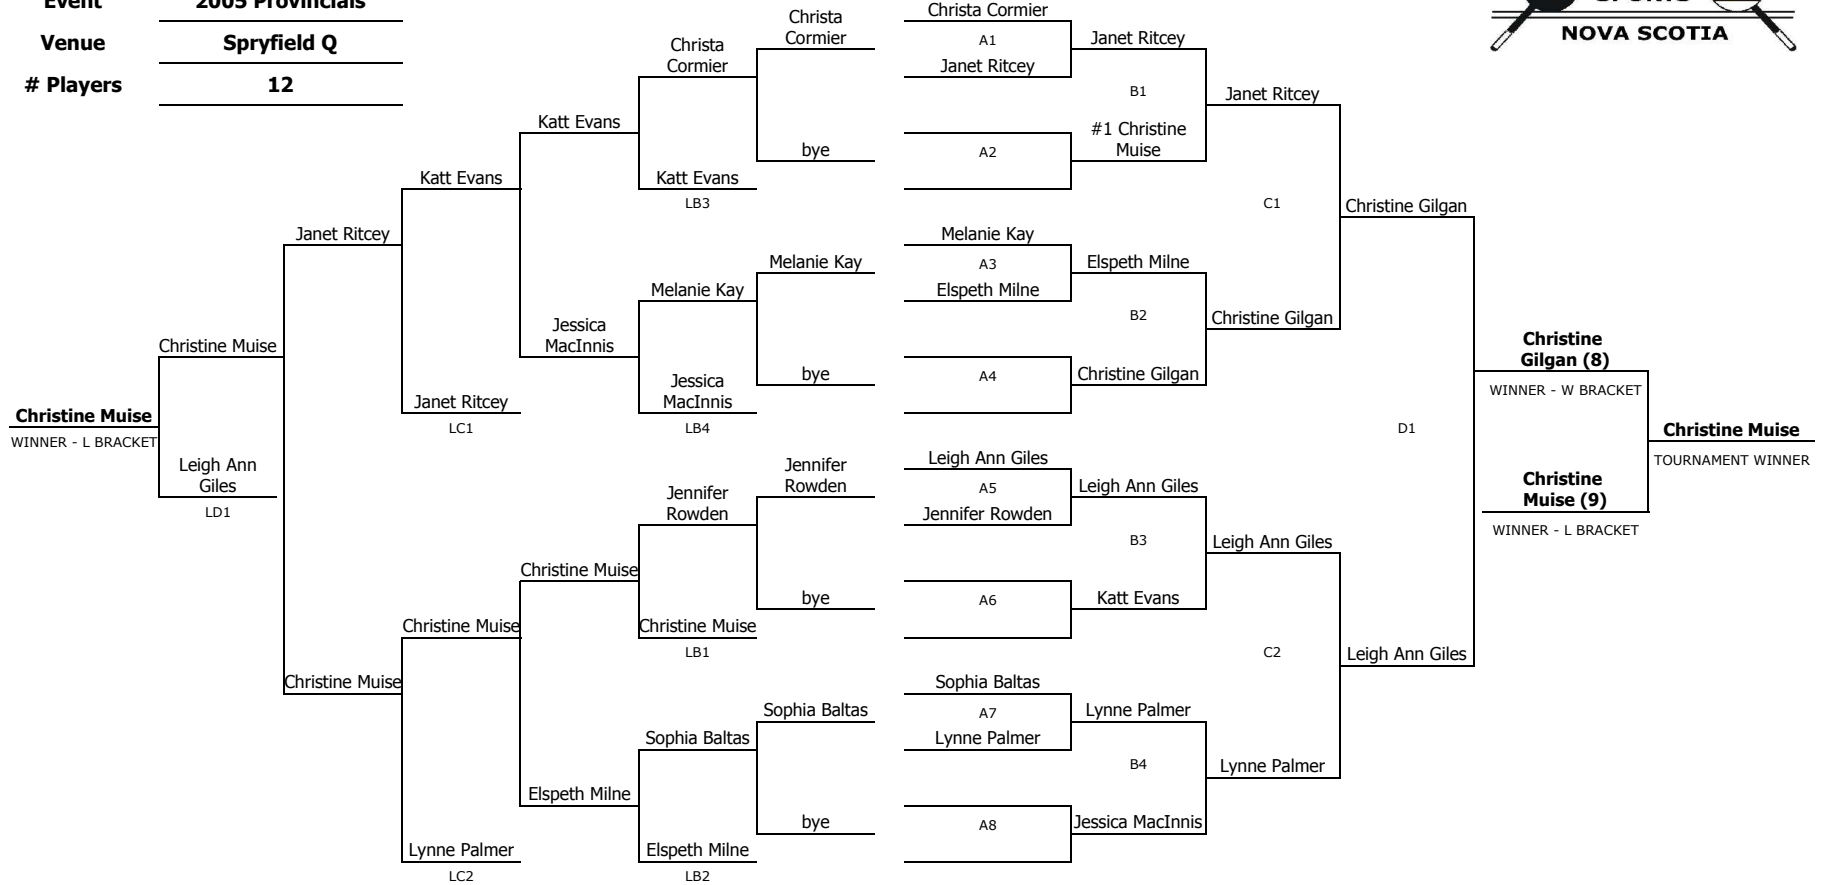 Event
2005 Provincials
Venue
Spryfield Q
# Players
12
NOVA SCOTIA
Christine Muise
WINNER - L BRACKET
Christine Muise
Leigh Ann
Giles
LD1
Janet Ritcey
Christine Muise
Katt Evans
Janet Ritcey
LC1
Christine Muise
Lynne Palmer
LC2
Katt Evans
Jessica
MacInnis
Christine Muise
Elspeth Milne
Christa
Cormier
Katt Evans
LB3
Melanie Kay
Jessica
MacInnis
LB4
Jennifer
Rowden
Christine Muise
LB1
Sophia Baltas
Elspeth Milne
LB2
Christa
Cormier
bye
Melanie Kay
bye
Jennifer
Rowden
bye
Sophia Baltas
bye
Christa Cormier
A1
Janet Ritcey
A2
Melanie Kay
A3
Elspeth Milne
A4
Leigh Ann Giles
A5
Jennifer Rowden
A6
Sophia Baltas
A7
Lynne Palmer
A8
Janet Ritcey
B1
#1 Christine
Muise
Elspeth Milne
B2
Christine Gilgan
Leigh Ann Giles
B3
Katt Evans
Lynne Palmer
B4
Jessica MacInnis
Janet Ritcey
C1
Christine Gilgan
Leigh Ann Giles
C2
Lynne Palmer
Christine Gilgan
D1
Leigh Ann Giles
Christine
Gilgan (8)
WINNER - W BRACKET
Christine
Muise (9)
WINNER - L BRACKET
Christine Muise
TOURNAMENT WINNER